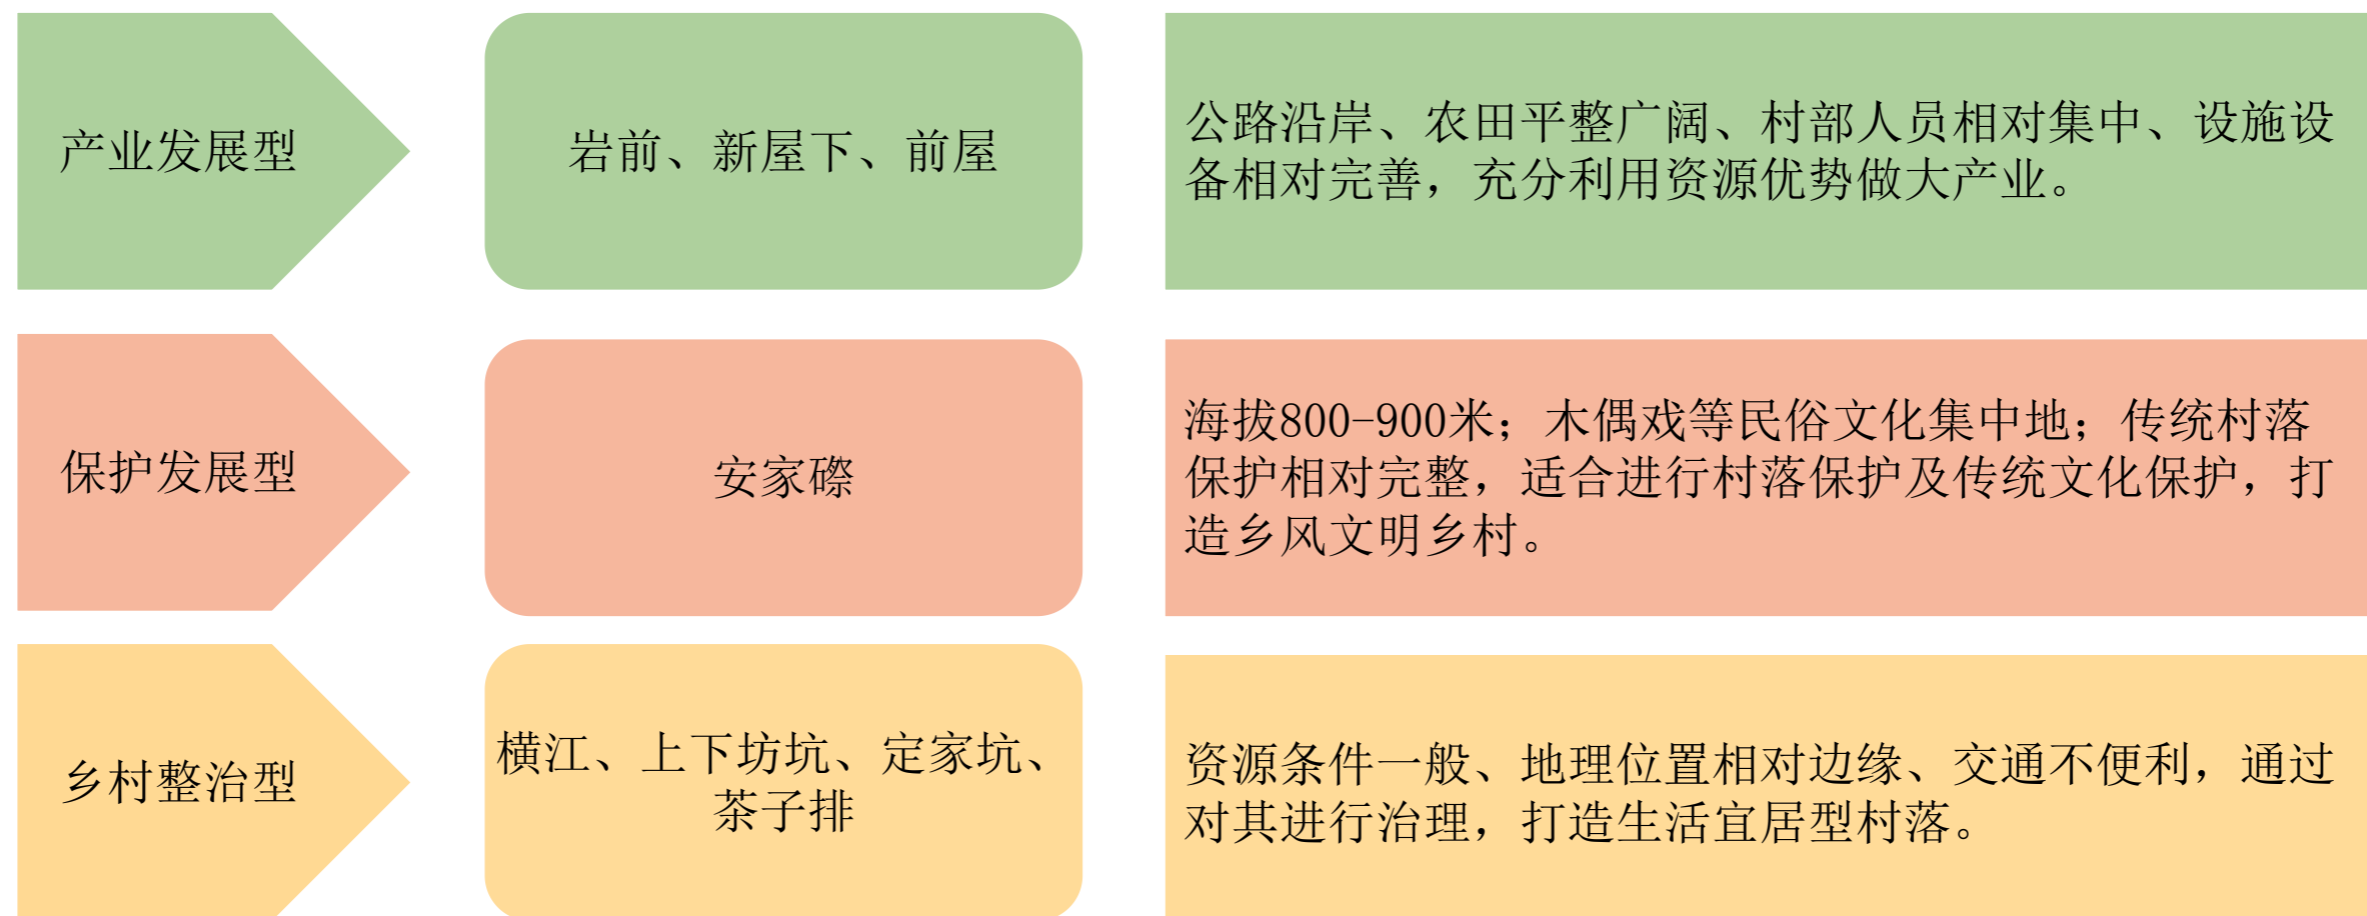 产业发展型
岩前、新屋下、前屋
公路沿岸、农田平整广阔、村部人员相对集中、设施设
备相对完善，充分利用资源优势做大产业。
保护发展型
安家磜
海拔800-900米；木偶戏等民俗文化集中地；传统村落
保护相对完整，适合进行村落保护及传统文化保护，打
造乡风文明乡村。
乡村整治型
横江、上下坊坑、定家坑、
茶子排
资源条件一般、地理位置相对边缘、交通不便利，通过
对其进行治理，打造生活宜居型村落。